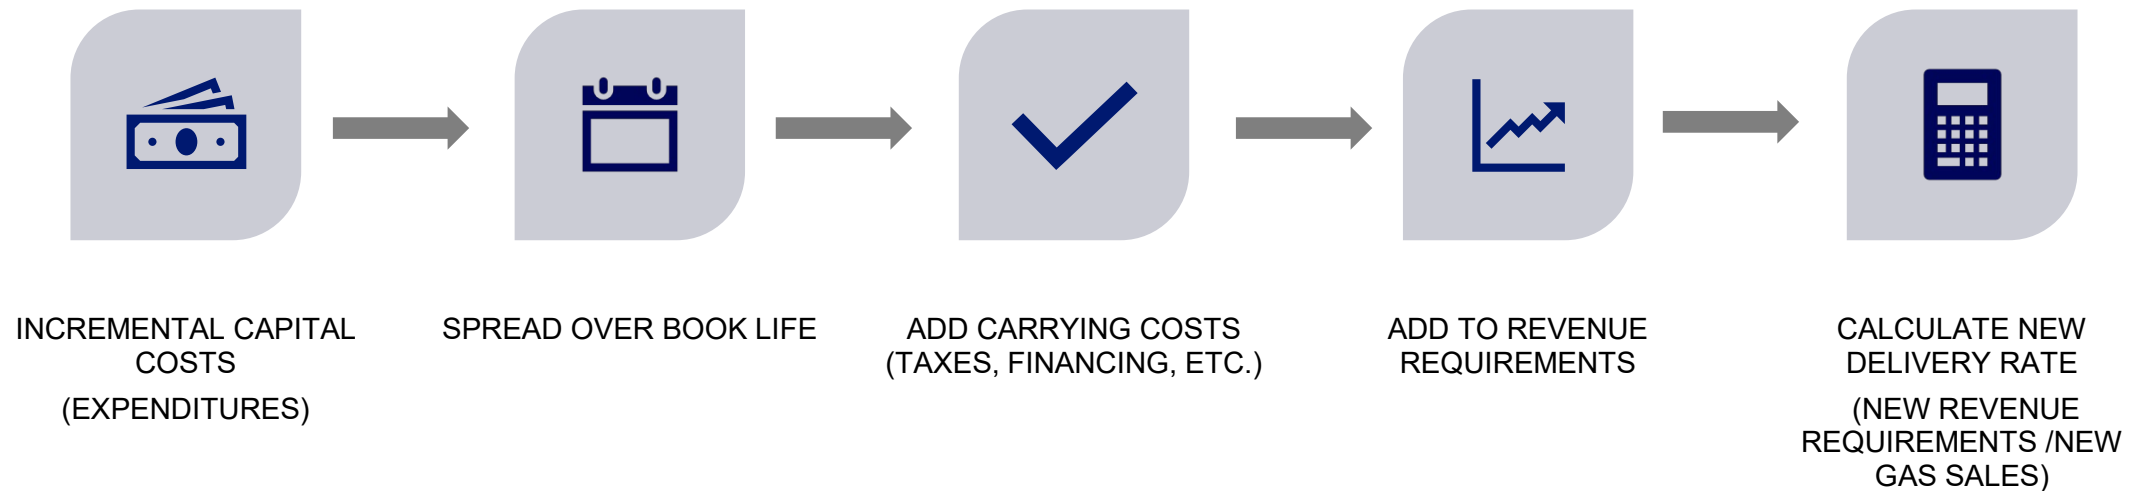 INCREMENTAL CAPITAL
COSTS
(EXPENDITURES)
SPREAD OVER BOOK LIFE
ADD CARRYING COSTS
(TAXES, FINANCING, ETC.)
ADD TO REVENUE
REQUIREMENTS
CALCULATE NEW
DELIVERY RATE
(NEW REVENUE
REQUIREMENTS /NEW
GAS SALES)